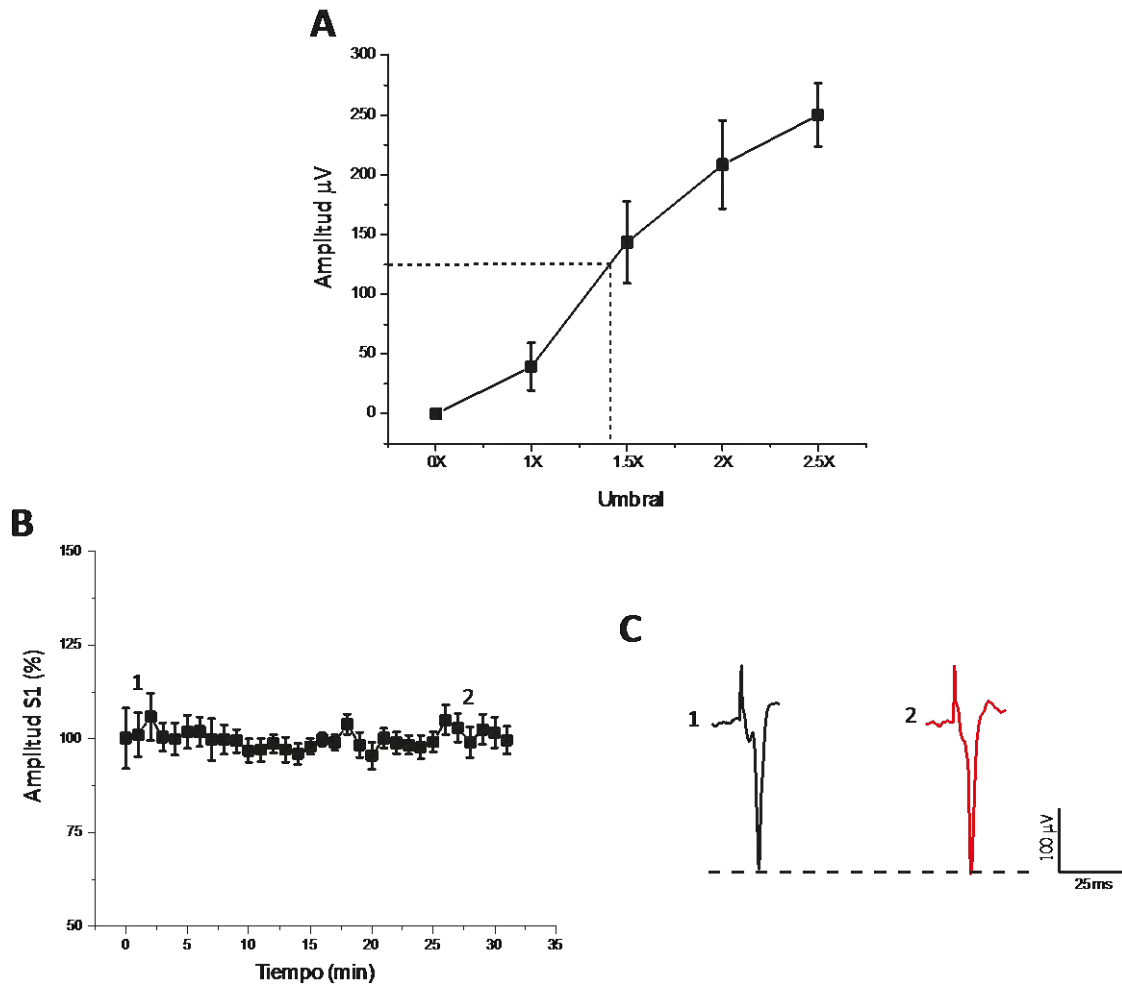 A
300
250
200
150
100
50
0
Amplitud µV
0X 1X 1.5X 2X 2.5X
Umbral
B
150
125
100
75
50
Amplitud S1 (%)
1
2
0 5 10 15 20 25 30 35
Tiempo (min)
C
1
2
100 µV
25ms